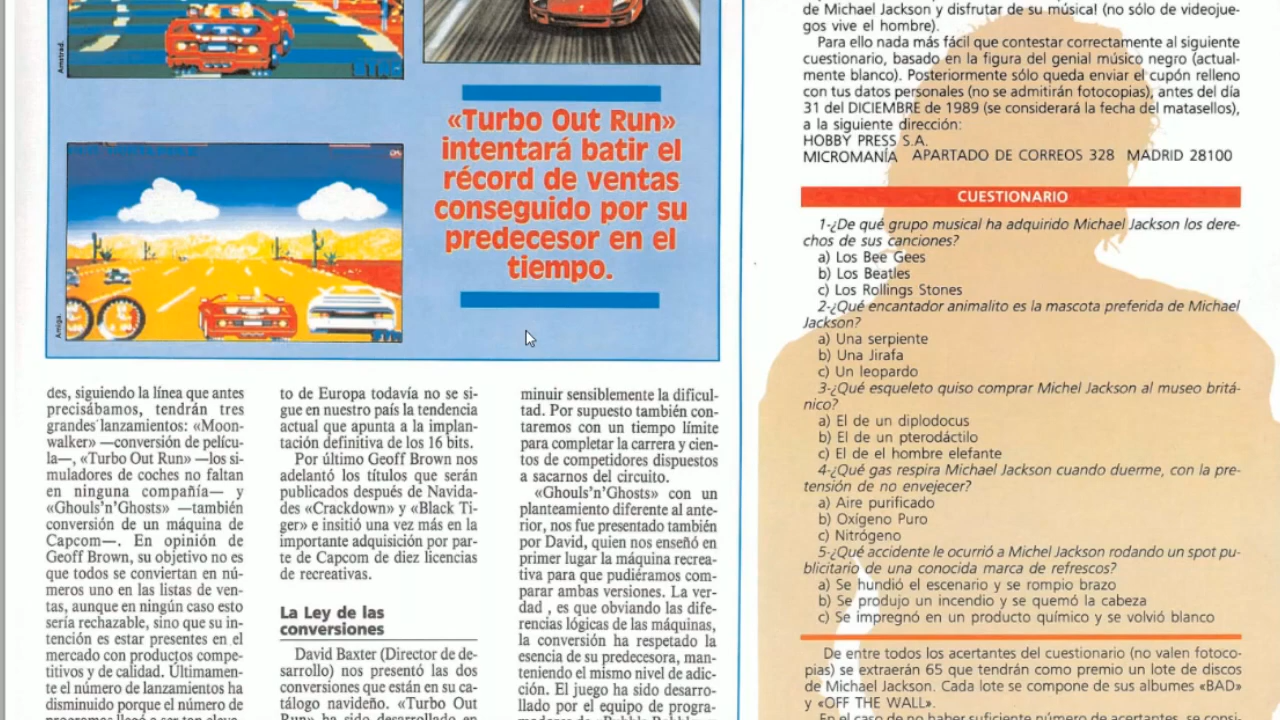 Amstrad.
«Turbo Out Run»
intentará batir el
récord de ventas
conseguido por su
predecesor en el
tiempo.
Amiga.
des, siguiendo la línea que antes
precisábamos, tendrán tres
grandes lanzamientos: «Moon-
walker» —conversión de pelícu-
la—, «Turbo Out Run» —los si-
muladores de coches no faltan
en ninguna compañía— y
«Ghouls'n'Ghosts» —también
conversión de un máquina de
Capcom—. En opinión de
Geoff Brown, su objetivo no es
que todos se conviertan en nú-
meros uno en las listas de ven-
tas, aunque en ningún caso esto
sería rechazable, sino que su in-
tención es estar presentes en el
mercado con productos compe-
titivos y de calidad. Últimamen-
te el número de lanzamientos ha
disminuido porque el número de
to de Europa todavía no se si-
gue en nuestro país la tendencia
actual que apunta a la implan-
tación definitiva de los 16 bits.
Por último Geoff Brown nos
adelantó los títulos que serán
publicados después de Navida-
des «Crackdown» y «Black Ti-
ger» e insitió una vez más en la
importante adquisición por par-
te de Capcom de diez licencias
de recreativas.
La Ley de las
conversiones
David Baxter (Director de de-
sarrollo) nos presentó las dos
conversiones que están en su ca-
tálogo navideño. «Turbo Out
Run» ha sido desarrollado en
minuir sensiblemente la dificul-
tad. Por supuesto también con-
taremos con un tiempo límite
para completar la carrera y cien-
tos de competidores dispuestos
a sacarnos del circuito.
«Ghouls'n'Ghosts» con un
planteamiento diferente al ante-
rior, nos fue presentado también
por David, quien nos enseñó en
primer lugar la máquina recrea-
tiva para que pudiéramos com-
parar ambas versiones. La ver-
dad , es que obviando las dife-
rencias lógicas de las máquinas,
la conversión ha respetado la
esencia de su predecesora, man-
teniendo el mismo nivel de adic-
ción. El juego ha sido desarro-
llado por el equipo de progra-
de Michael Jackson y disfrutar de su música! (no sólo de videojue-
gos vive el hombre).
Para ello nada más fácil que contestar correctamente al siguiente
cuestionario, basado en la figura del genial músico negro (actual-
mente blanco). Posteriormente sólo queda enviar el cupón relleno
con tus datos personales (no se admitirán fotocopias), antes del día
31 del DICIEMBRE de 1989 (se considerará la fecha del matasellos),
a la siguiente dirección:
HOBBY PRESS S.A.
MICROMANÍA APARTADO DE CORREOS 328 MADRID 28100
CUESTIONARIO
1-¿De qué grupo musical ha adquirido Michael Jackson los dere-
chos de sus canciones?
a) Los Bee Gees
b) Los Beatles
c) Los Rollings Stones
2-¿Qué encantador animalito es la mascota preferida de Michael
Jackson?
a) Una serpiente
b) Una Jirafa
c) Un leopardo
3-¿Qué esqueleto quiso comprar Michel Jackson al museo britá-
nico?
a) El de un diplodocus
b) El de un pterodáctilo
c) El de el hombre elefante
4-¿Qué gas respira Michael Jackson cuando duerme, con la pre-
tensión de no envejecer?
a) Aire purificado
b) Oxígeno Puro
c) Nitrógeno
5-¿Qué accidente le ocurrió a Michel Jackson rodando un spot pu-
blicitario de una conocida marca de refrescos?
a) Se hundió el escenario y se rompio brazo
b) Se produjo un incendio y se quemó la cabeza
c) Se impregnó en un producto químico y se volvió blanco
De entre todos los acertantes del cuestionario (no valen fotoco-
pias) se extraerán 65 que tendrán como premio un lote de discos
de Michael Jackson. Cada lote se compone de sus albumes «BAD»
y «OFF THE WALL».
En el caso de no haber suficiente número de acertantes, se consi-